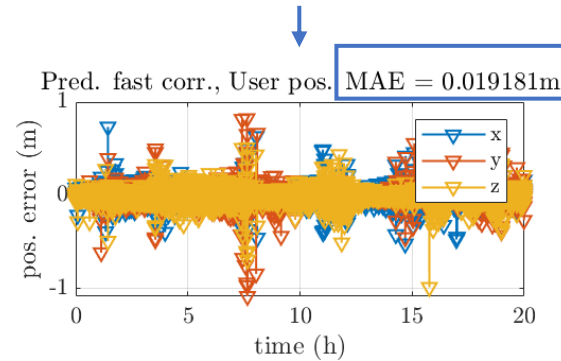 Pred. fast corr., User pos. MAE = 0.019181m
1
0
-1
pos. error (m)
x
y
z
0
5
10
15
20
time (h)